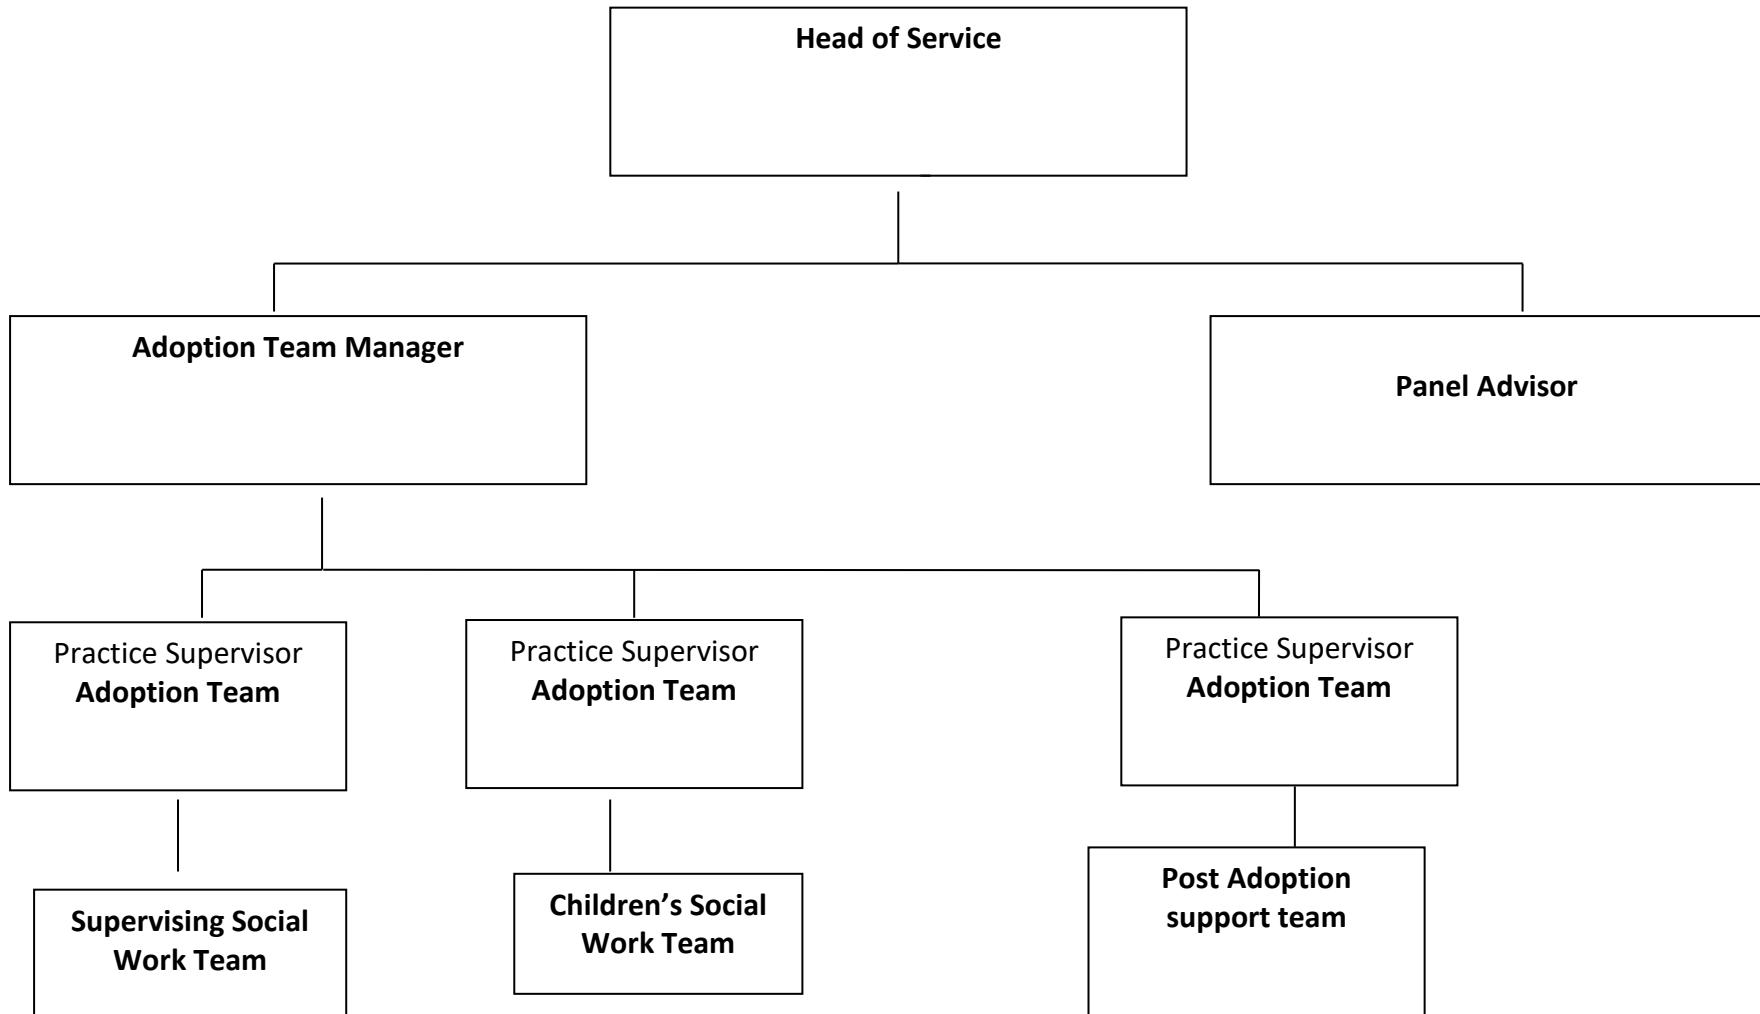 Head of Service
Adoption Team Manager
Panel Advisor
Practice Supervisor
Adoption Team
Practice Supervisor
Adoption Team
Practice Supervisor
Adoption Team
Supervising Social
Work Team
Children’s Social
Work Team
Post Adoption
support team